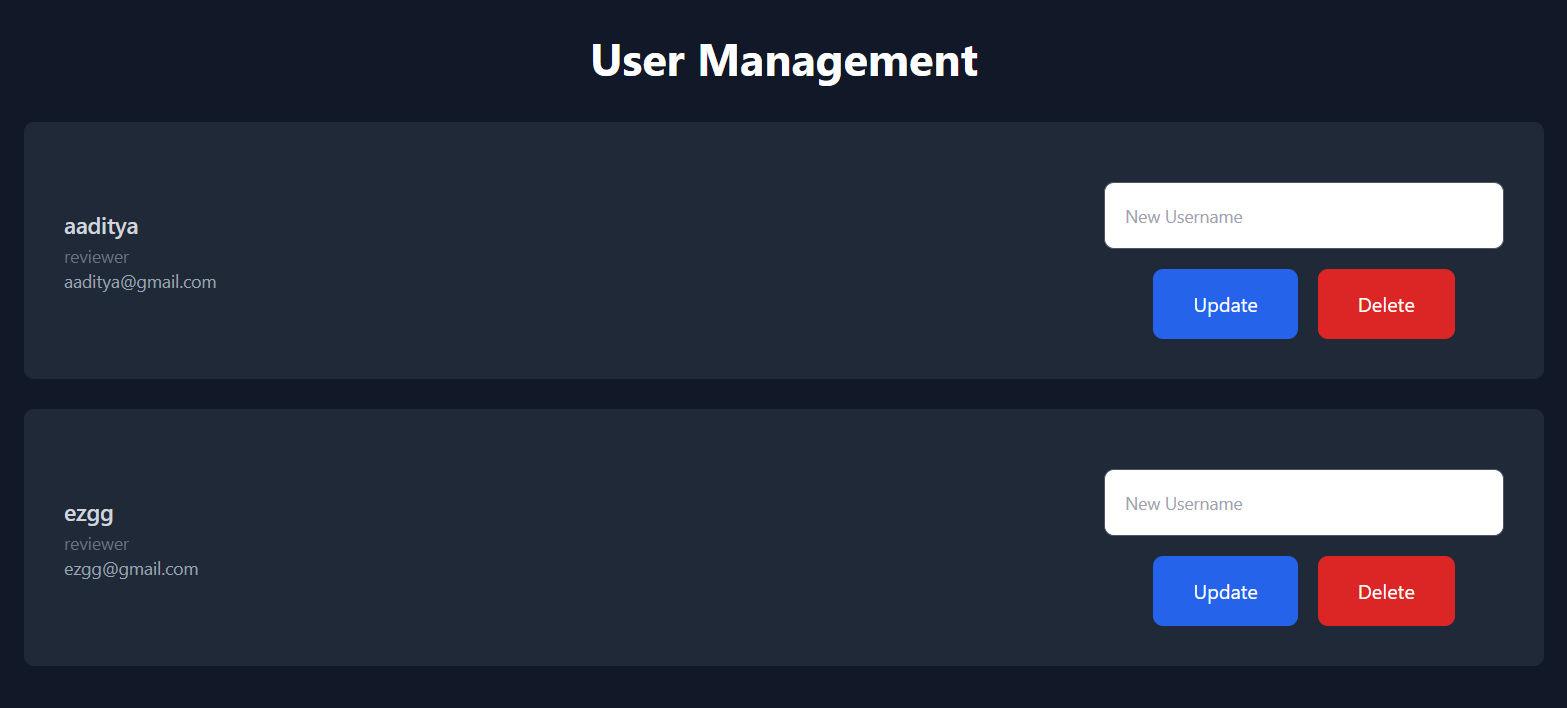 User Management
aaditya
reviewer
aaditya@gmail.com
New Username
Update Delete
ezgg
reviewer
ezgg@gmail.com
New Username
Update Delete